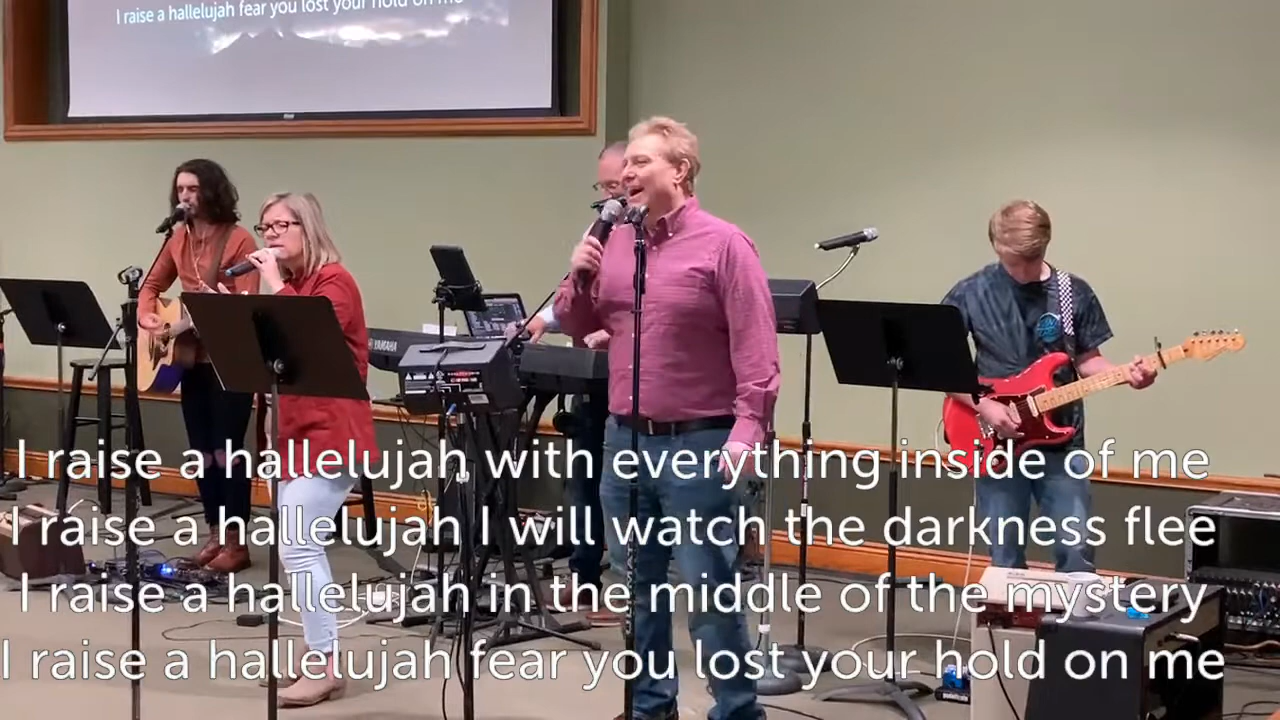 I raise a hallelujah fear you lost your hold on me
YAMAHA
I raise a hallelujah with everything inside of me
I raise a hallelujah I will watch the darkness flee
I raise a hallelujah in the middle of the mystery
I raise a hallelujah fear you lost your hold on me